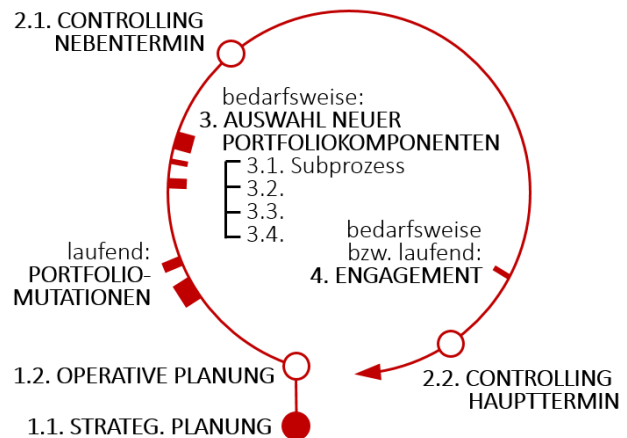 2.1. CONTROLLING
NEBENTERMIN
bedarfsweise:
3. AUSWAHL NEUER
PORTFOLIOKOMPONENTEN
3.1. Subprozess
3.2.
3.3.
3.4.
laufend:
PORTFOLIO-
MUTATIONEN
bedarfsweise
bzw. laufend:
4. ENGAGEMENT
1.2. OPERATIVE PLANUNG
2.2. CONTROLLING
HAUPTTERMIN
1.1. STRATEG. PLANUNG